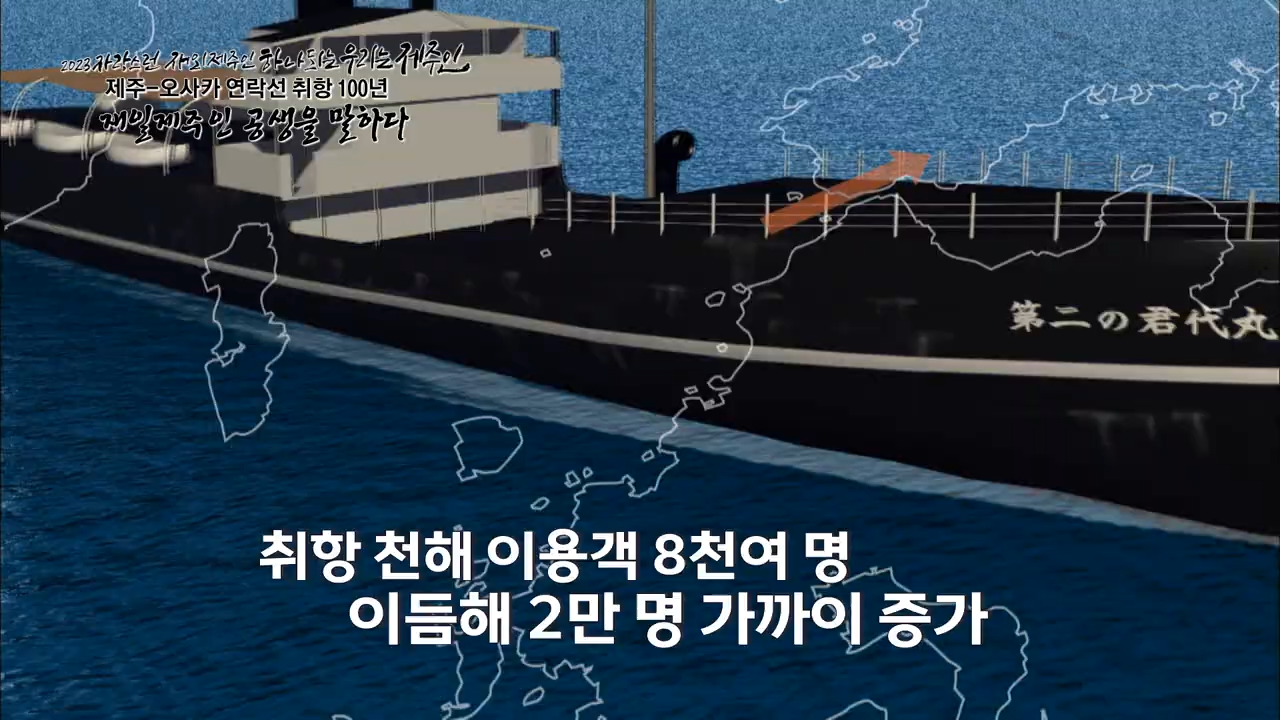 2023 자랑스런 재외제주인 하나되는 우리는 제주인
제주-오사카 연락선 취항 100년
재일제주인 공생을 말하다
第二の君代丸
취항 천해 이용객 8천여 명
이듬해 2만 명 가까이 증가